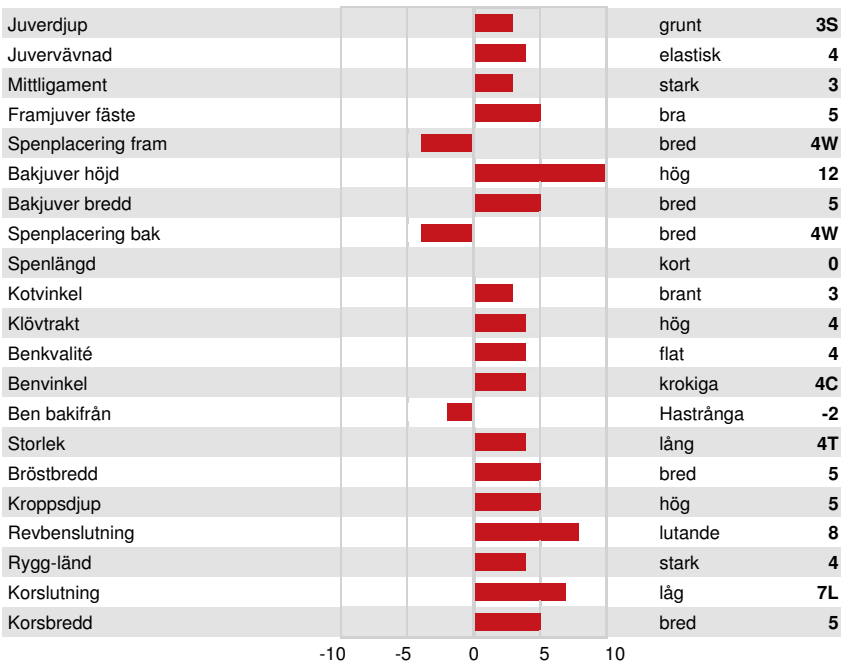 Juverdjup grunt 3S
Juvervävnad elastisk 4
Mittligament stark 3
Framjuver fäste bra 5
Spenplacering fram bred 4W
Bakjuver höjd hög 12
Bakjuver bredd bred 5
Spenplacering bak bred 4W
Spenlängd kort 0
Kotvinkel brant 3
Klövtrakt hög 4
Benkvalité flat 4
Benvinkel krokiga 4C
Ben bakifrån Hastrånga -2
Storlek lång 4T
Bröstbredd bred 5
Kroppsdjup hög 5
Revbenslutning lutande 8
Rygg-länd stark 4
Korslutning låg 7L
Korsbredd bred 5
-10 -5 0 5 10